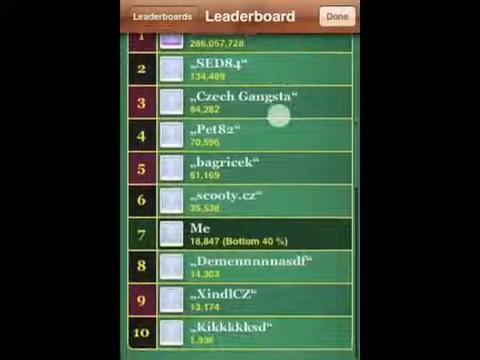 Leaderboards
Leaderboard
Done
1
286,057,728
2
„SED84“
134,489
3
„Czech Gangsta“
84,282
4
„Pet82“
70,596
5
„bagricek“
61,169
6
„scooty.cz“
35,538
7
Me
18,847 (Bottom 40 %)
8
„Demennnnasdf“
14,303
9
„XindlCZ“
13,174
10
„Kikkkkksd“